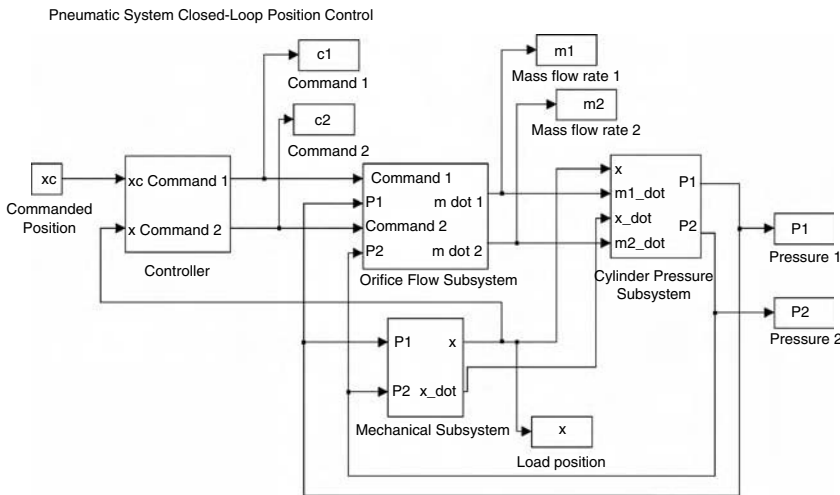 Pneumatic System Closed-Loop Position Control
c1
Command 1
c2
Command 2
m1
Mass flow rate 1
m2
Mass flow rate 2
xc
Commanded
Position
xc Command 1
x Command 2
Controller
Command 1
P1
m dot 1
Command 2
P2
m dot 2
Orifice Flow Subsystem
x
m1_dot
x_dot
m2_dot
P1
P2
Cylinder Pressure
Subsystem
P1
Pressure 1
P2
Pressure 2
P1
x
P2
x_dot
Mechanical Subsystem
x
Load position